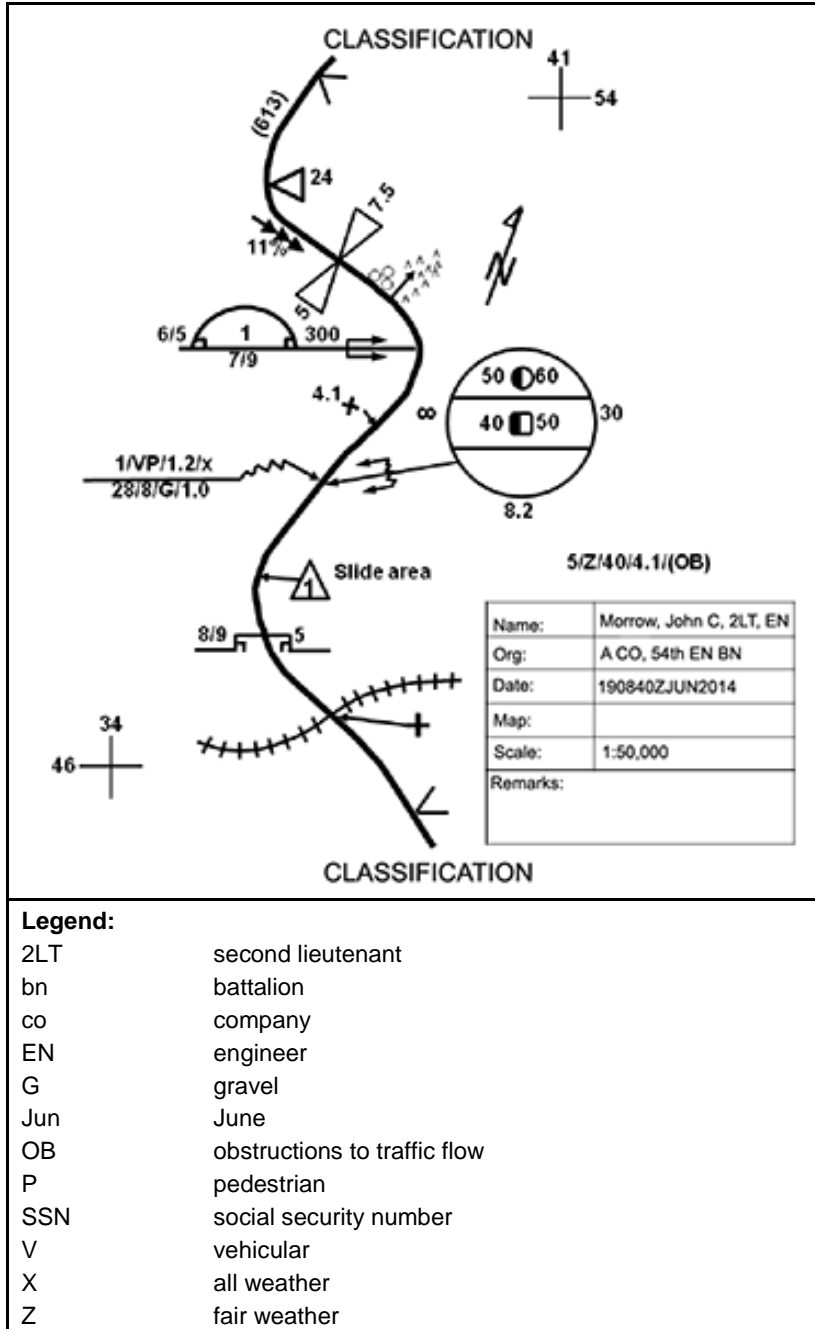 CLASSIFICATION
41
54
(613)
24
7.5
11%
5
N
6/5 1 300
7/9
50 60
4.1
∞ 40 50 30
1/VP/1.2/x
28/8/G/1.0
8.2
1 Slide area
5/Z/40/4.1/(OB)
8/9 5
Name: Morrow, John C, 2LT, EN
Org: A CO, 54th EN BN
Date: 190840ZJUN2014
Map:
Scale: 1:50,000
Remarks:
34
46
CLASSIFICATION
Legend:
2LT second lieutenant
bn battalion
co company
EN engineer
G gravel
Jun June
OB obstructions to traffic flow
P pedestrian
SSN social security number
V vehicular
X all weather
Z fair weather